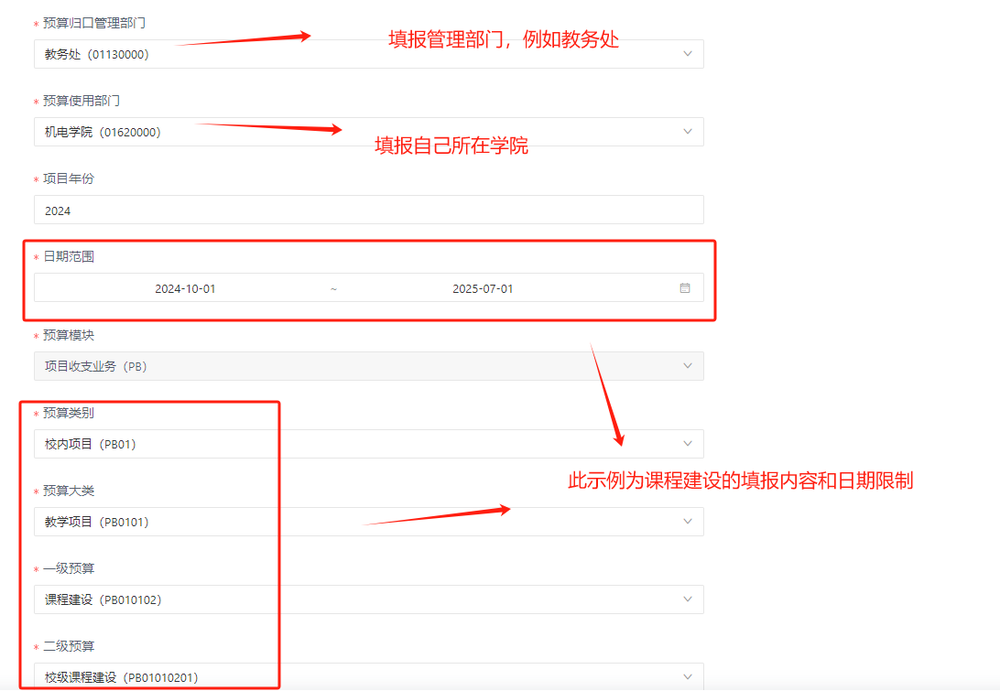 * 预算归口管理部门
教务处（01130000）
填报管理部门，例如教务处
* 预算使用部门
机电学院（01620000）
填报自己所在学院
* 项目年份
2024
* 日期范围
2024-10-01 ~ 2025-07-01
* 预算模块
项目收支业务（PB）
* 预算类别
校内项目（PB01）
此示例为课程建设的填报内容和日期限制
* 预算大类
教学项目（PB0101）
* 一级预算
课程建设（PB010102）
* 二级预算
校级课程建设（PB01010201）